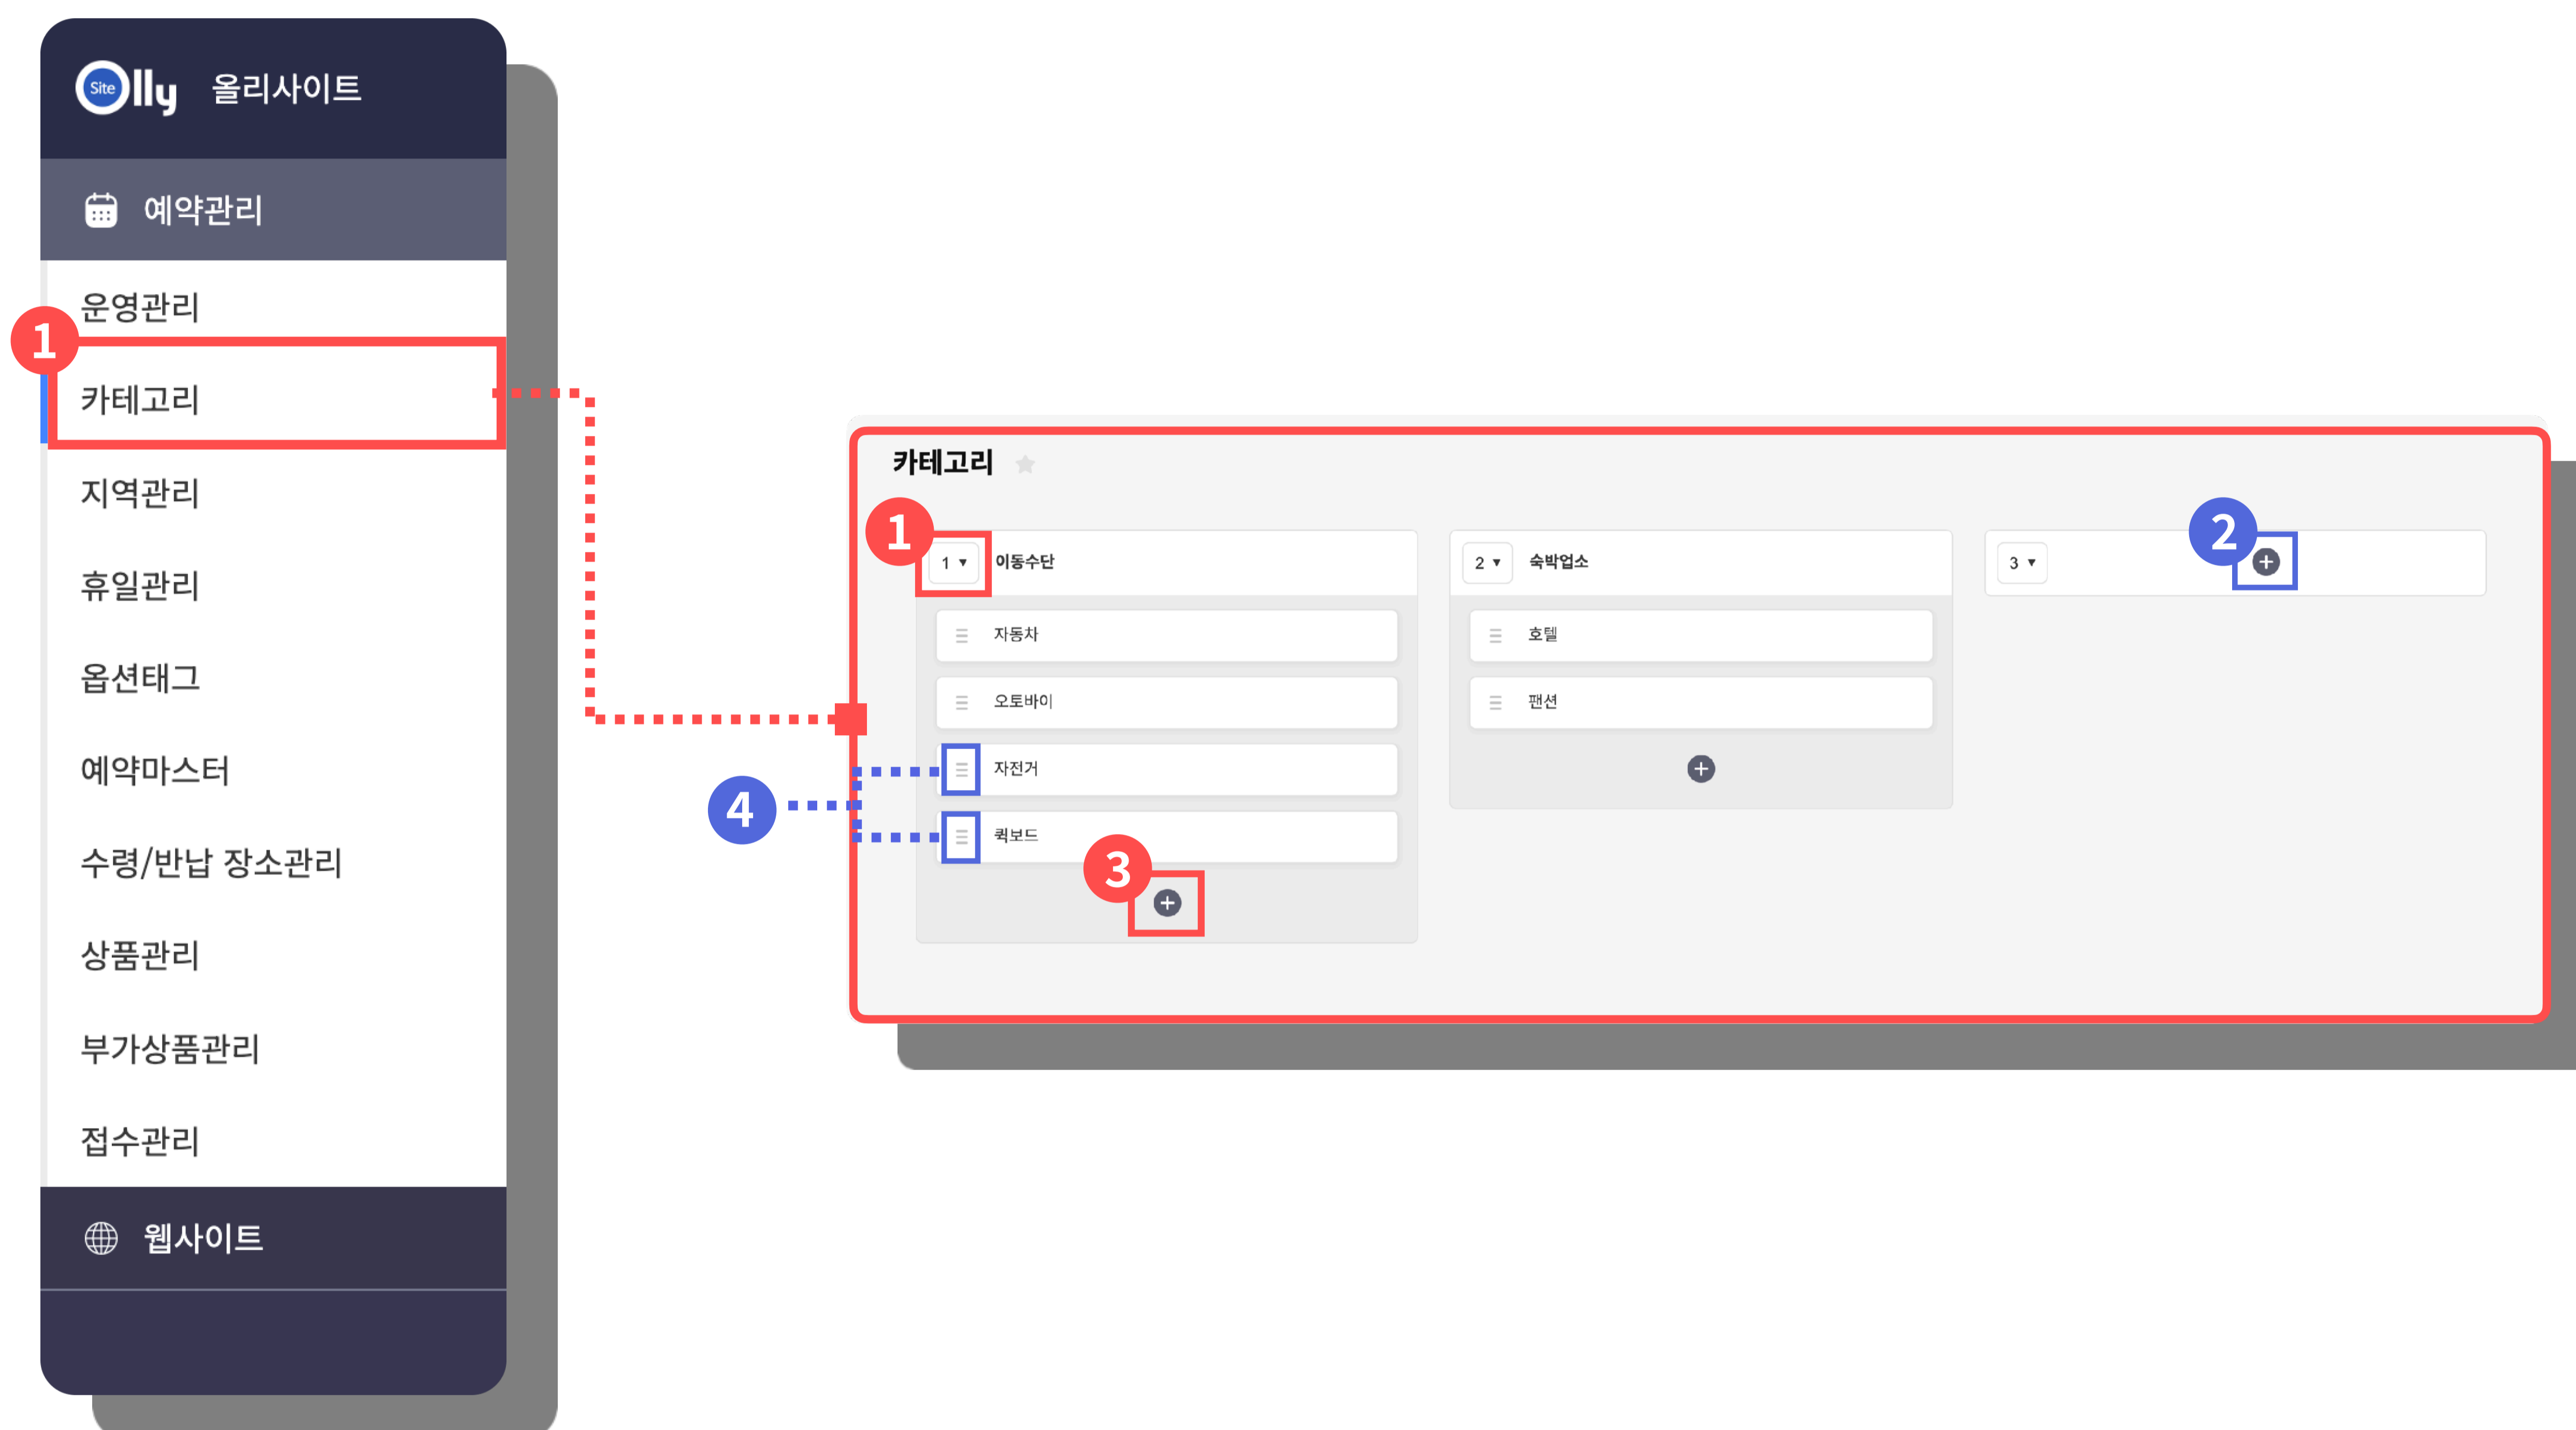 Site Olly 올리사이트
예약관리
운영관리
1
카테고리
지역관리
휴일관리
옵션태그
예약마스터
수령/반납 장소관리
상품관리
부가상품관리
접수관리
웹사이트
카테고리
1
1 ▼ 이동수단
자동차
오토바이
자전거
퀵보드
4
3
2 ▼ 숙박업소
호텔
팬션
3 ▼
2